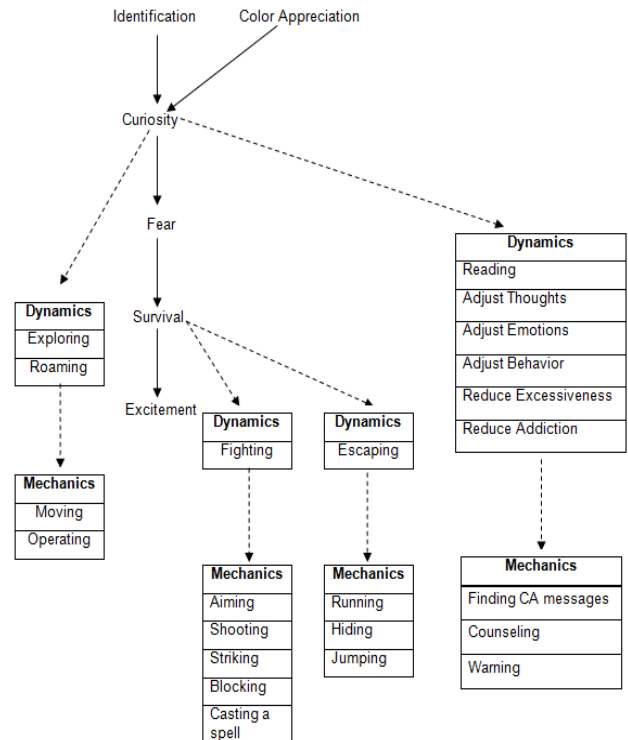 Identification
Color Appreciation
Curiosity
Fear
Survival
Excitement
Dynamics
Exploring
Roaming
Mechanics
Moving
Operating
Dynamics
Fighting
Mechanics
Aiming
Shooting
Striking
Blocking
Casting a
spell
Dynamics
Escaping
Mechanics
Running
Hiding
Jumping
Dynamics
Reading
Adjust Thoughts
Adjust Emotions
Adjust Behavior
Reduce Excessiveness
Reduce Addiction
Mechanics
Finding CA messages
Counseling
Warning